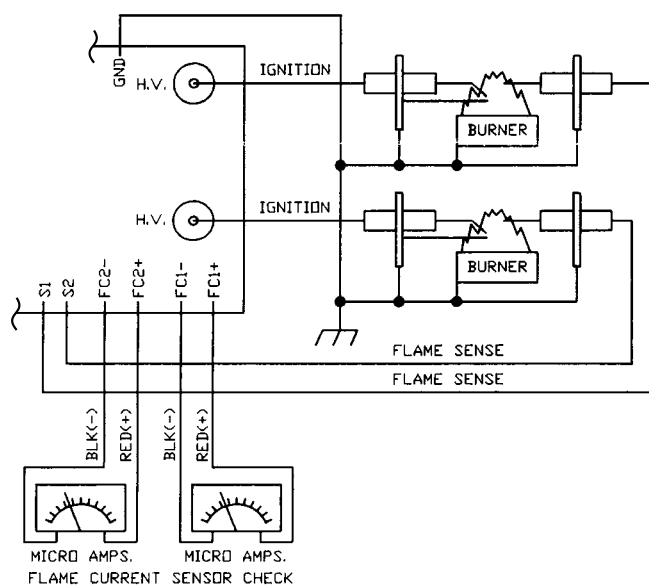 GND
H.V.
IGNITION
BURNER
H.V.
IGNITION
BURNER
S1
S2
FC2-
FC2+
FC1-
FC1+
FLAME SENSE
FLAME SENSE
BLK(-)
RED(+)
BLK(-)
RED(+)
MICRO AMPS. MICRO AMPS.
FLAME CURRENT SENSOR CHECK